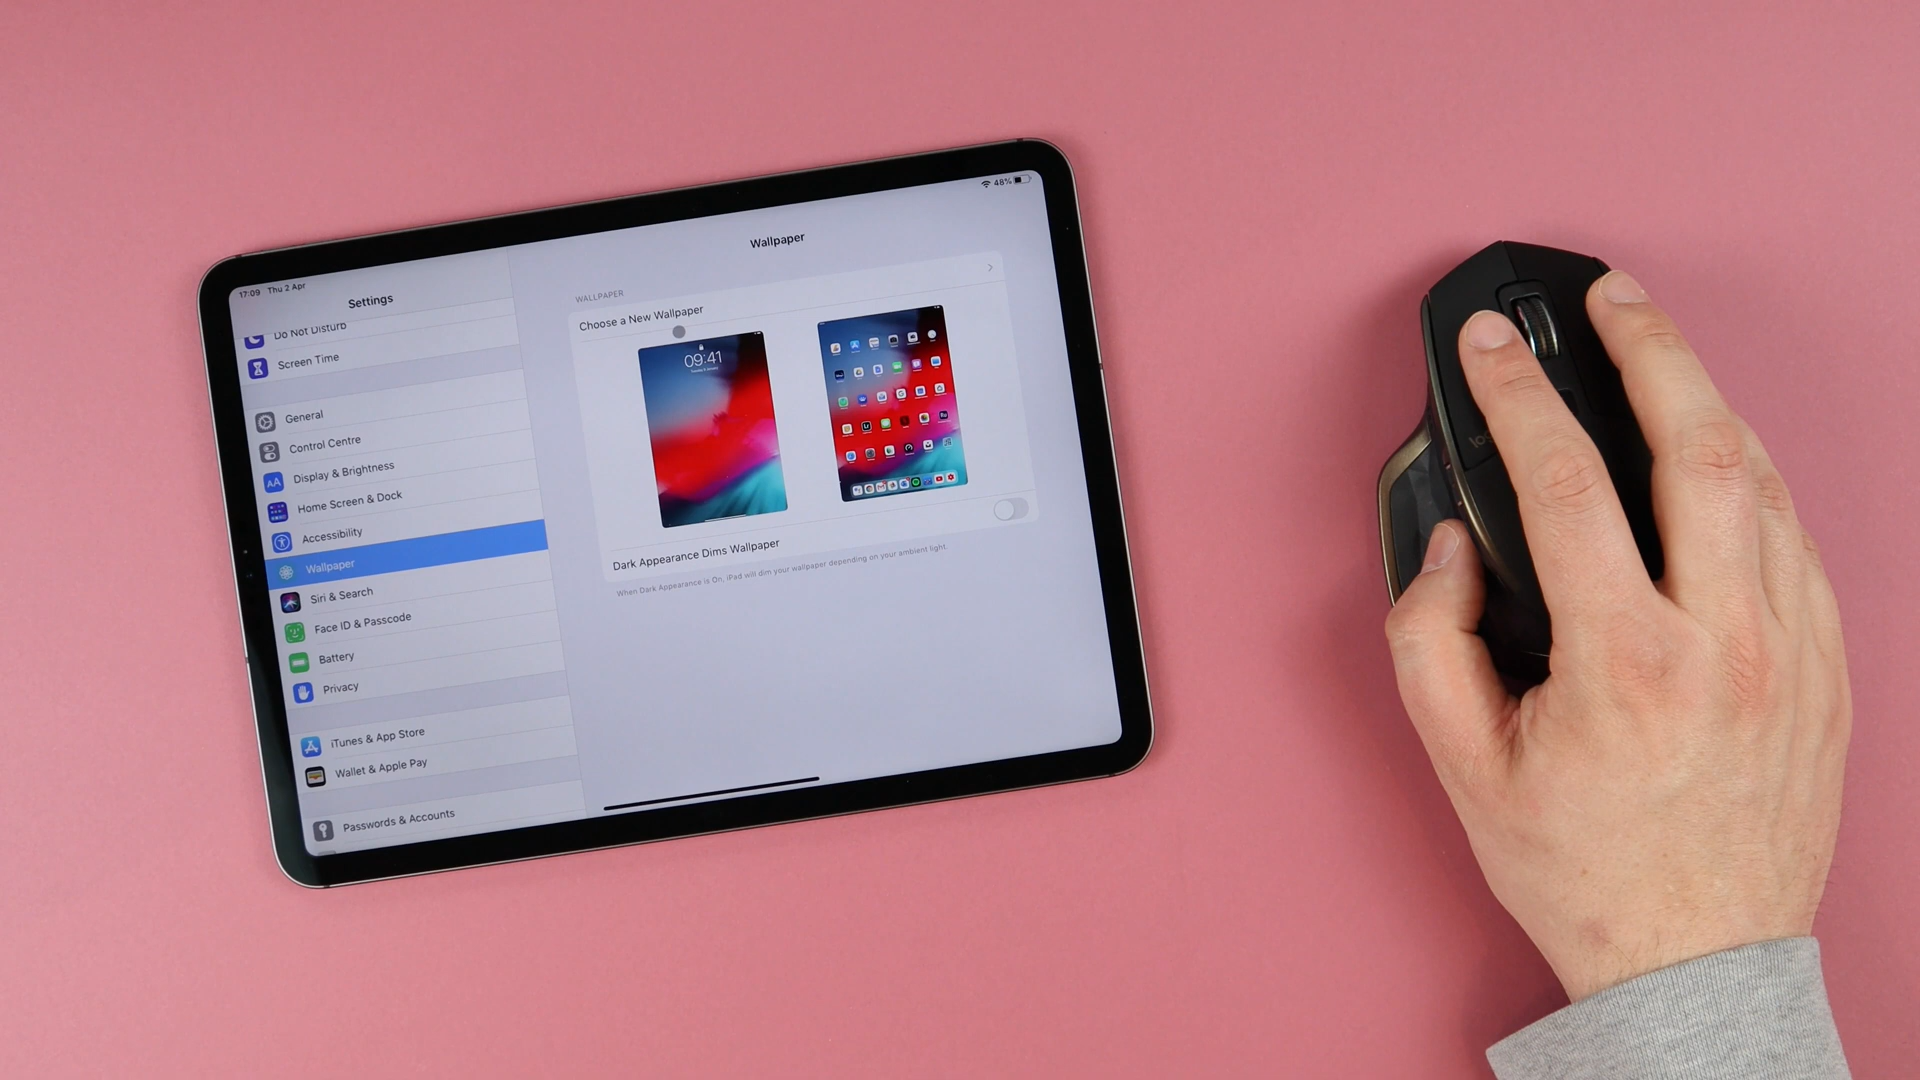 17:09 Thu 2 Apr
48%
Settings
Do Not Disturb
Screen Time
General
Control Centre
Display & Brightness
Home Screen & Dock
Accessibility
Wallpaper
Siri & Search
Face ID & Passcode
Battery
Privacy
iTunes & App Store
Wallet & Apple Pay
Passwords & Accounts
Wallpaper
WALLPAPER
Choose a New Wallpaper
09:41
Dark Appearance Dims Wallpaper
When Dark Appearance is On, iPad will dim your wallpaper depending on your ambient light.